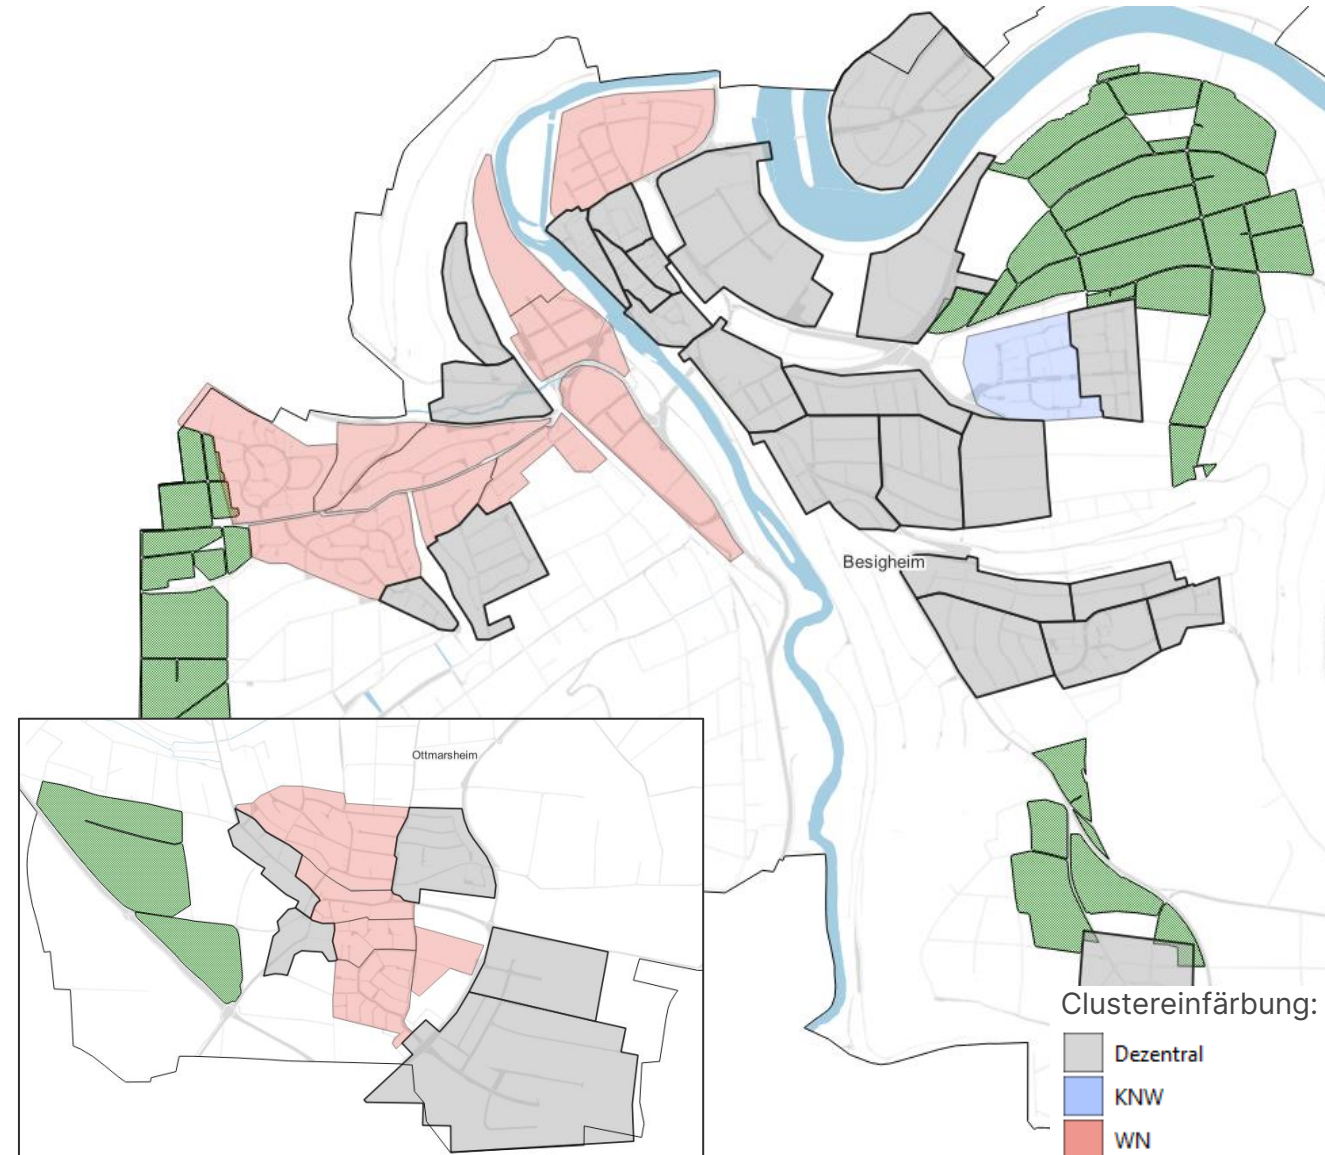 Besigheim
Ottmarsheim
Clustereinfärbung:
Dezentral
KNW
WN